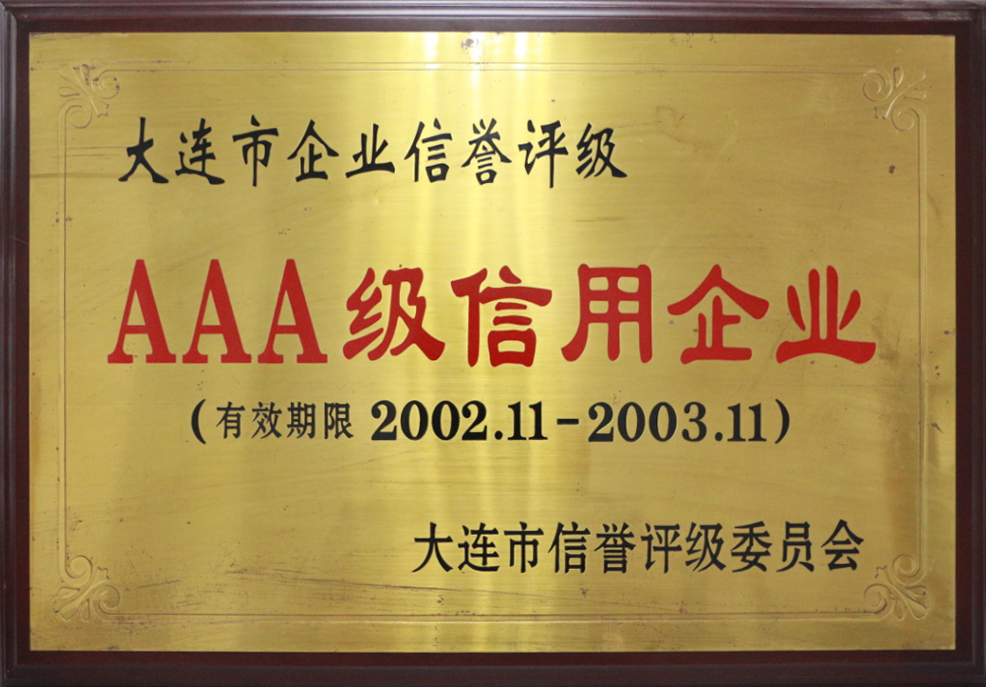 大连市企业信誉评级
AAA级信用企业
(有效期限 2002.11-2003.11)
大连市信誉评级委员会